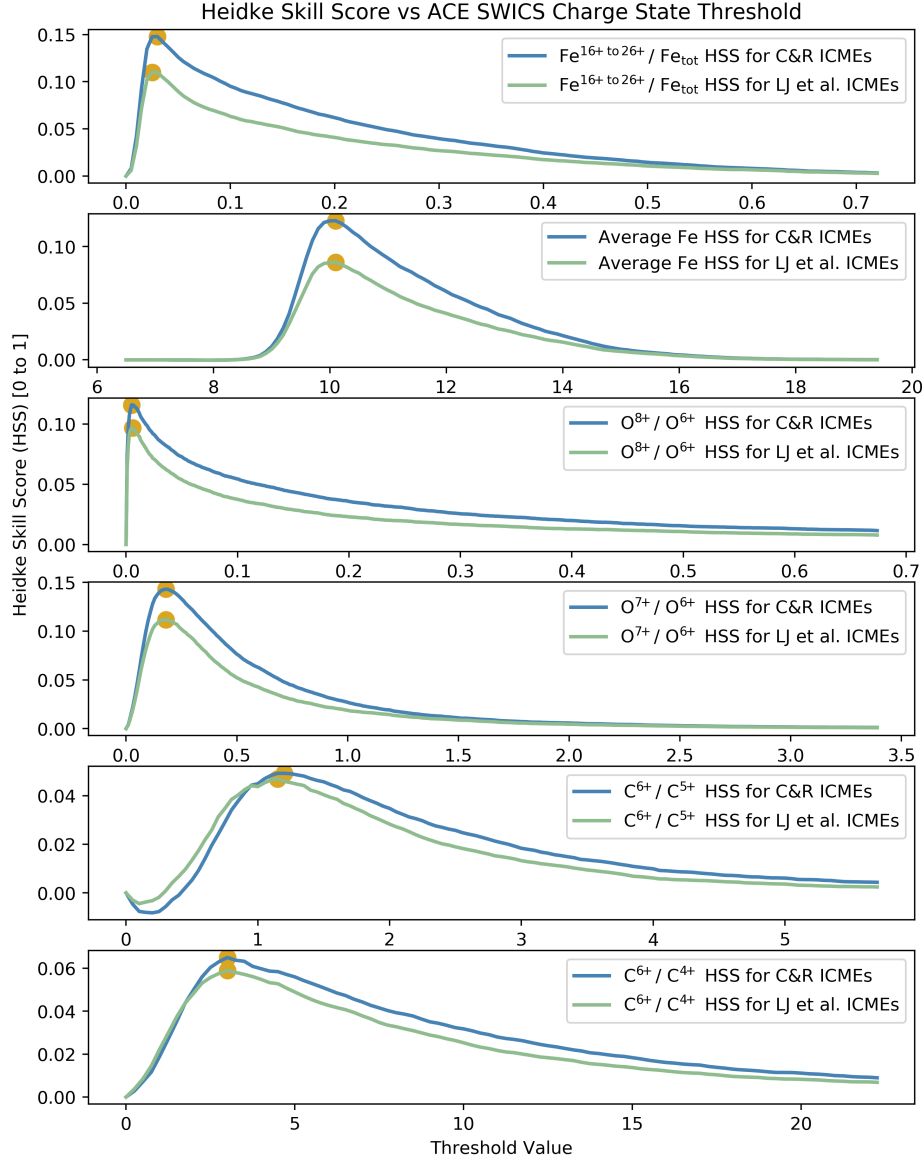 Heidke Skill Score vs ACE SWICS Charge State Threshold
0.15
0.10
0.05
0.00
Fe16+ to 26+ / Fetot HSS for C&R ICMEs
Fe16+ to 26+ / Fetot HSS for LJ et al. ICMEs
0.0 0.1 0.2 0.3 0.4 0.5 0.6 0.7
0.10
0.05
0.00
Average Fe HSS for C&R ICMEs
Average Fe HSS for LJ et al. ICMEs
6 8 10 12 14 16 18 20
Heidke Skill Score (HSS) [0 to 1]
0.10
0.05
0.00
O8+ / O6+ HSS for C&R ICMEs
O8+ / O6+ HSS for LJ et al. ICMEs
0.0 0.1 0.2 0.3 0.4 0.5 0.6 0.7
0.15
0.10
0.05
0.00
O7+ / O6+ HSS for C&R ICMEs
O7+ / O6+ HSS for LJ et al. ICMEs
0.0 0.5 1.0 1.5 2.0 2.5 3.0 3.5
0.04
0.02
0.00
C6+ / C5+ HSS for C&R ICMEs
C6+ / C5+ HSS for LJ et al. ICMEs
0 1 2 3 4 5
0.06
0.04
0.02
0.00
C6+ / C4+ HSS for C&R ICMEs
C6+ / C4+ HSS for LJ et al. ICMEs
0 5 10 15 20
Threshold Value